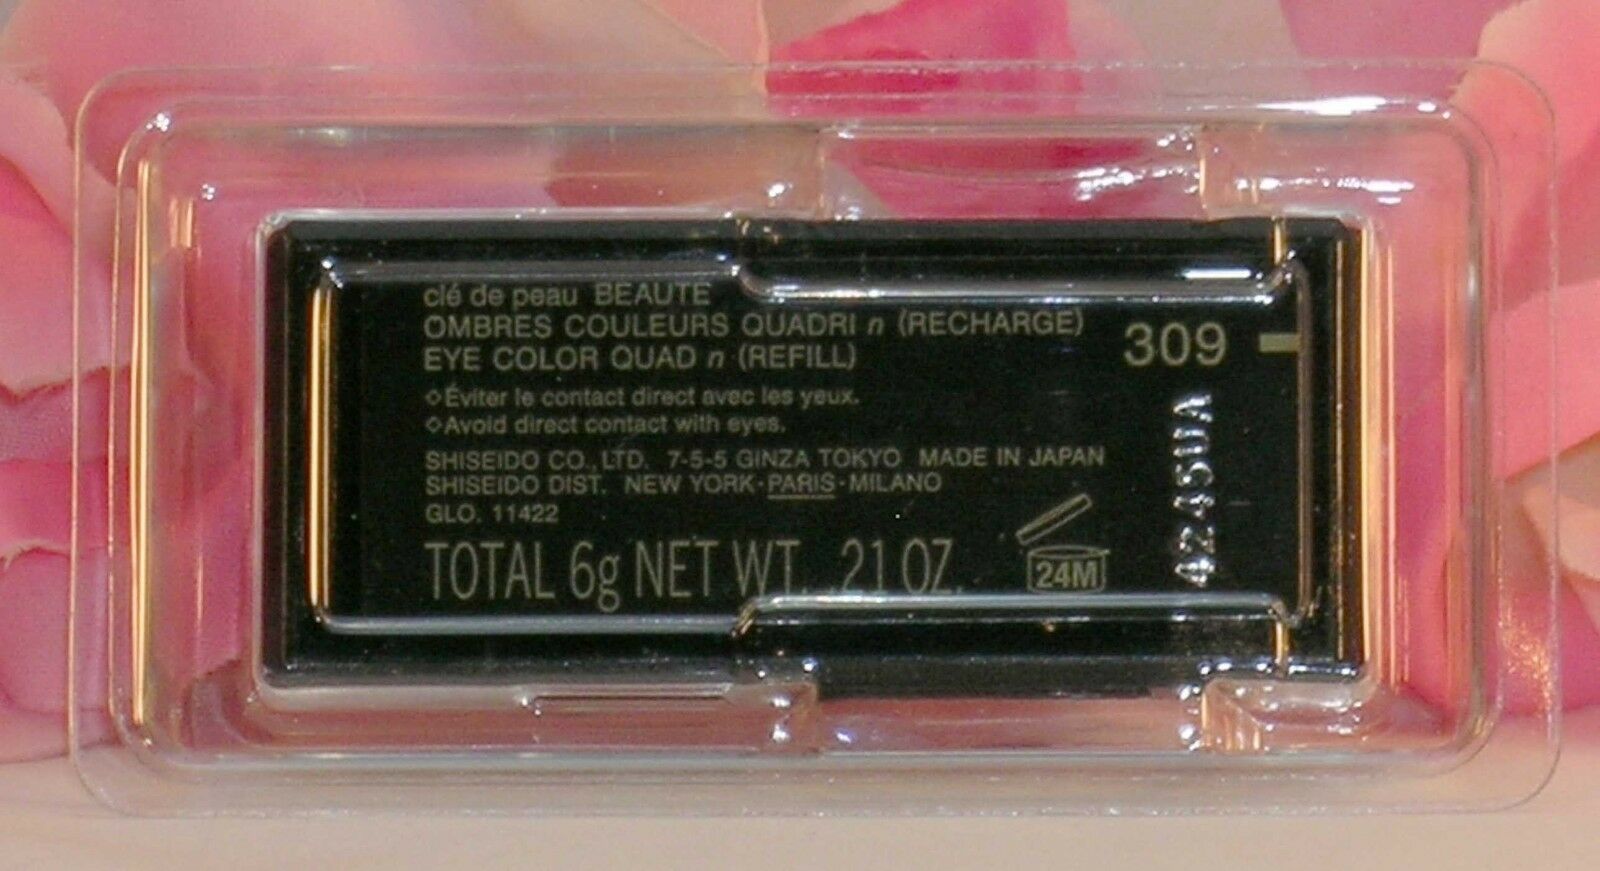 clé de peau BEAUTE
OMBRES COULEURS QUADRI n (RECHARGE)
EYE COLOR QUAD n (REFILL)
309
◇Éviter le contact direct avec les yeux.
◇Avoid direct contact with eyes.
SHISEIDO CO., LTD. 7-5-5 GINZA TOKYO MADE IN JAPAN
SHISEIDO DIST. NEW YORK·PARIS·MILANO
GLO. 11422
TOTAL 6g NET WT. .21 OZ.
24M
4245UA